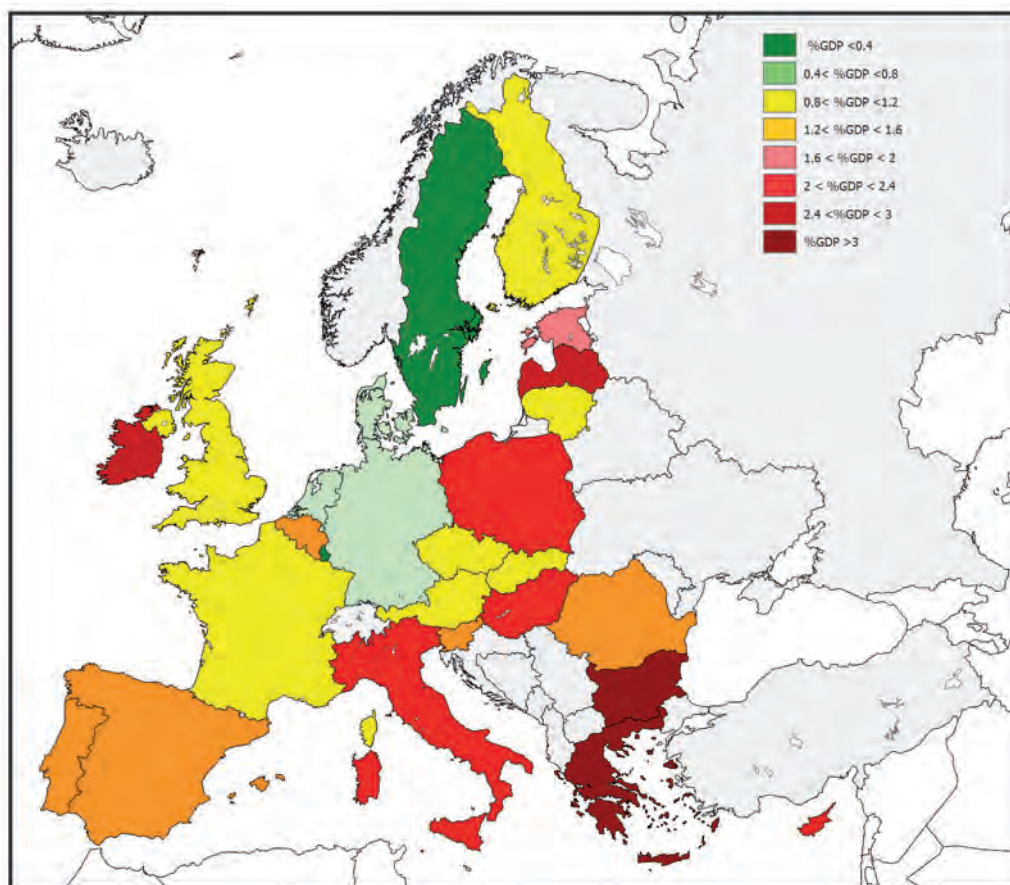 %GDP <0.4
0.4< %GDP <0.8
0.8< %GDP <1.2
1.2< %GDP < 1.6
1.6 < %GDP < 2
2 < %GDP < 2.4
2.4 <%GDP < 3
%GDP >3